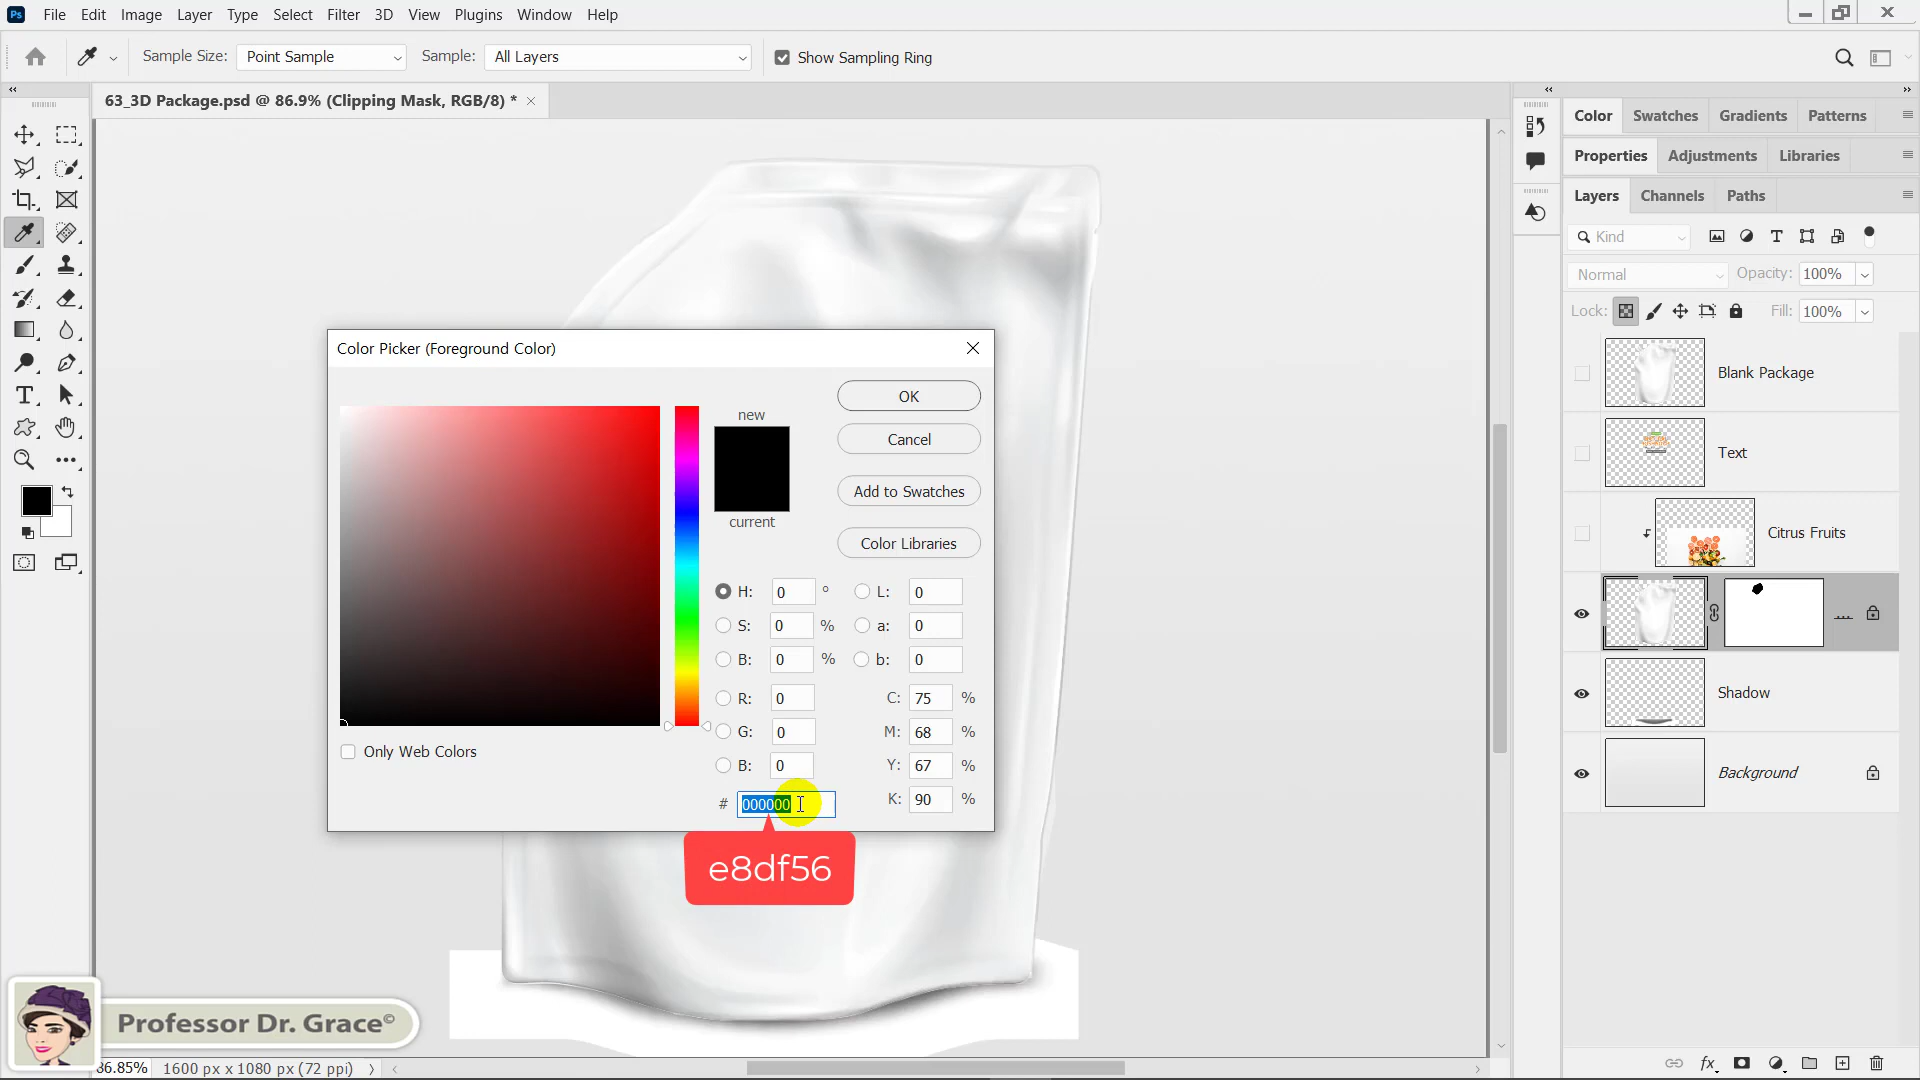 Ps File Edit Image Layer Type Select Filter 3D View Plugins Window Help
Sample Size: Point Sample Sample: All Layers Show Sampling Ring
63_3D Package.psd @ 86.9% (Clipping Mask, RGB/8) *
Color Swatches Gradients Patterns
Properties Adjustments Libraries
Layers Channels Paths
Kind
Normal Opacity: 100%
Lock: Fill: 100%
Blank Package
Text
Citrus Fruits
Shadow
Background
Color Picker (Foreground Color)
new
current
OK
Cancel
Add to Swatches
Color Libraries
H: 0 ° L: 0
S: 0 % a: 0
B: 0 % b: 0
R: 0 C: 75 %
G: 0 M: 68 %
B: 0 Y: 67 %
# 000000 K: 90 %
Only Web Colors
e8df56
Professor Dr. Grace©
86.85% 1600 px x 1080 px (72 ppi)
fx